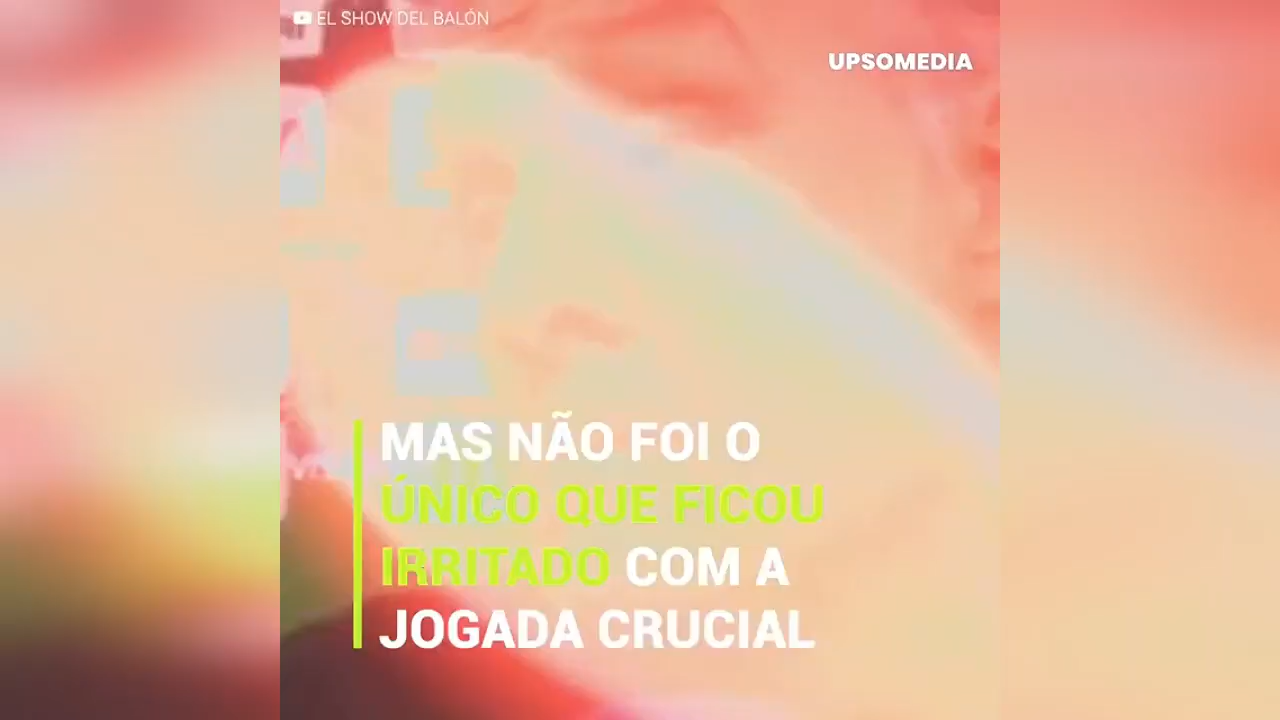 EL SHOW DEL BALÓN
UPSOMEDIA
MAS NÃO FOI O
ÚNICO QUE FICOU
IRRITADO COM A
JOGADA CRUCIAL